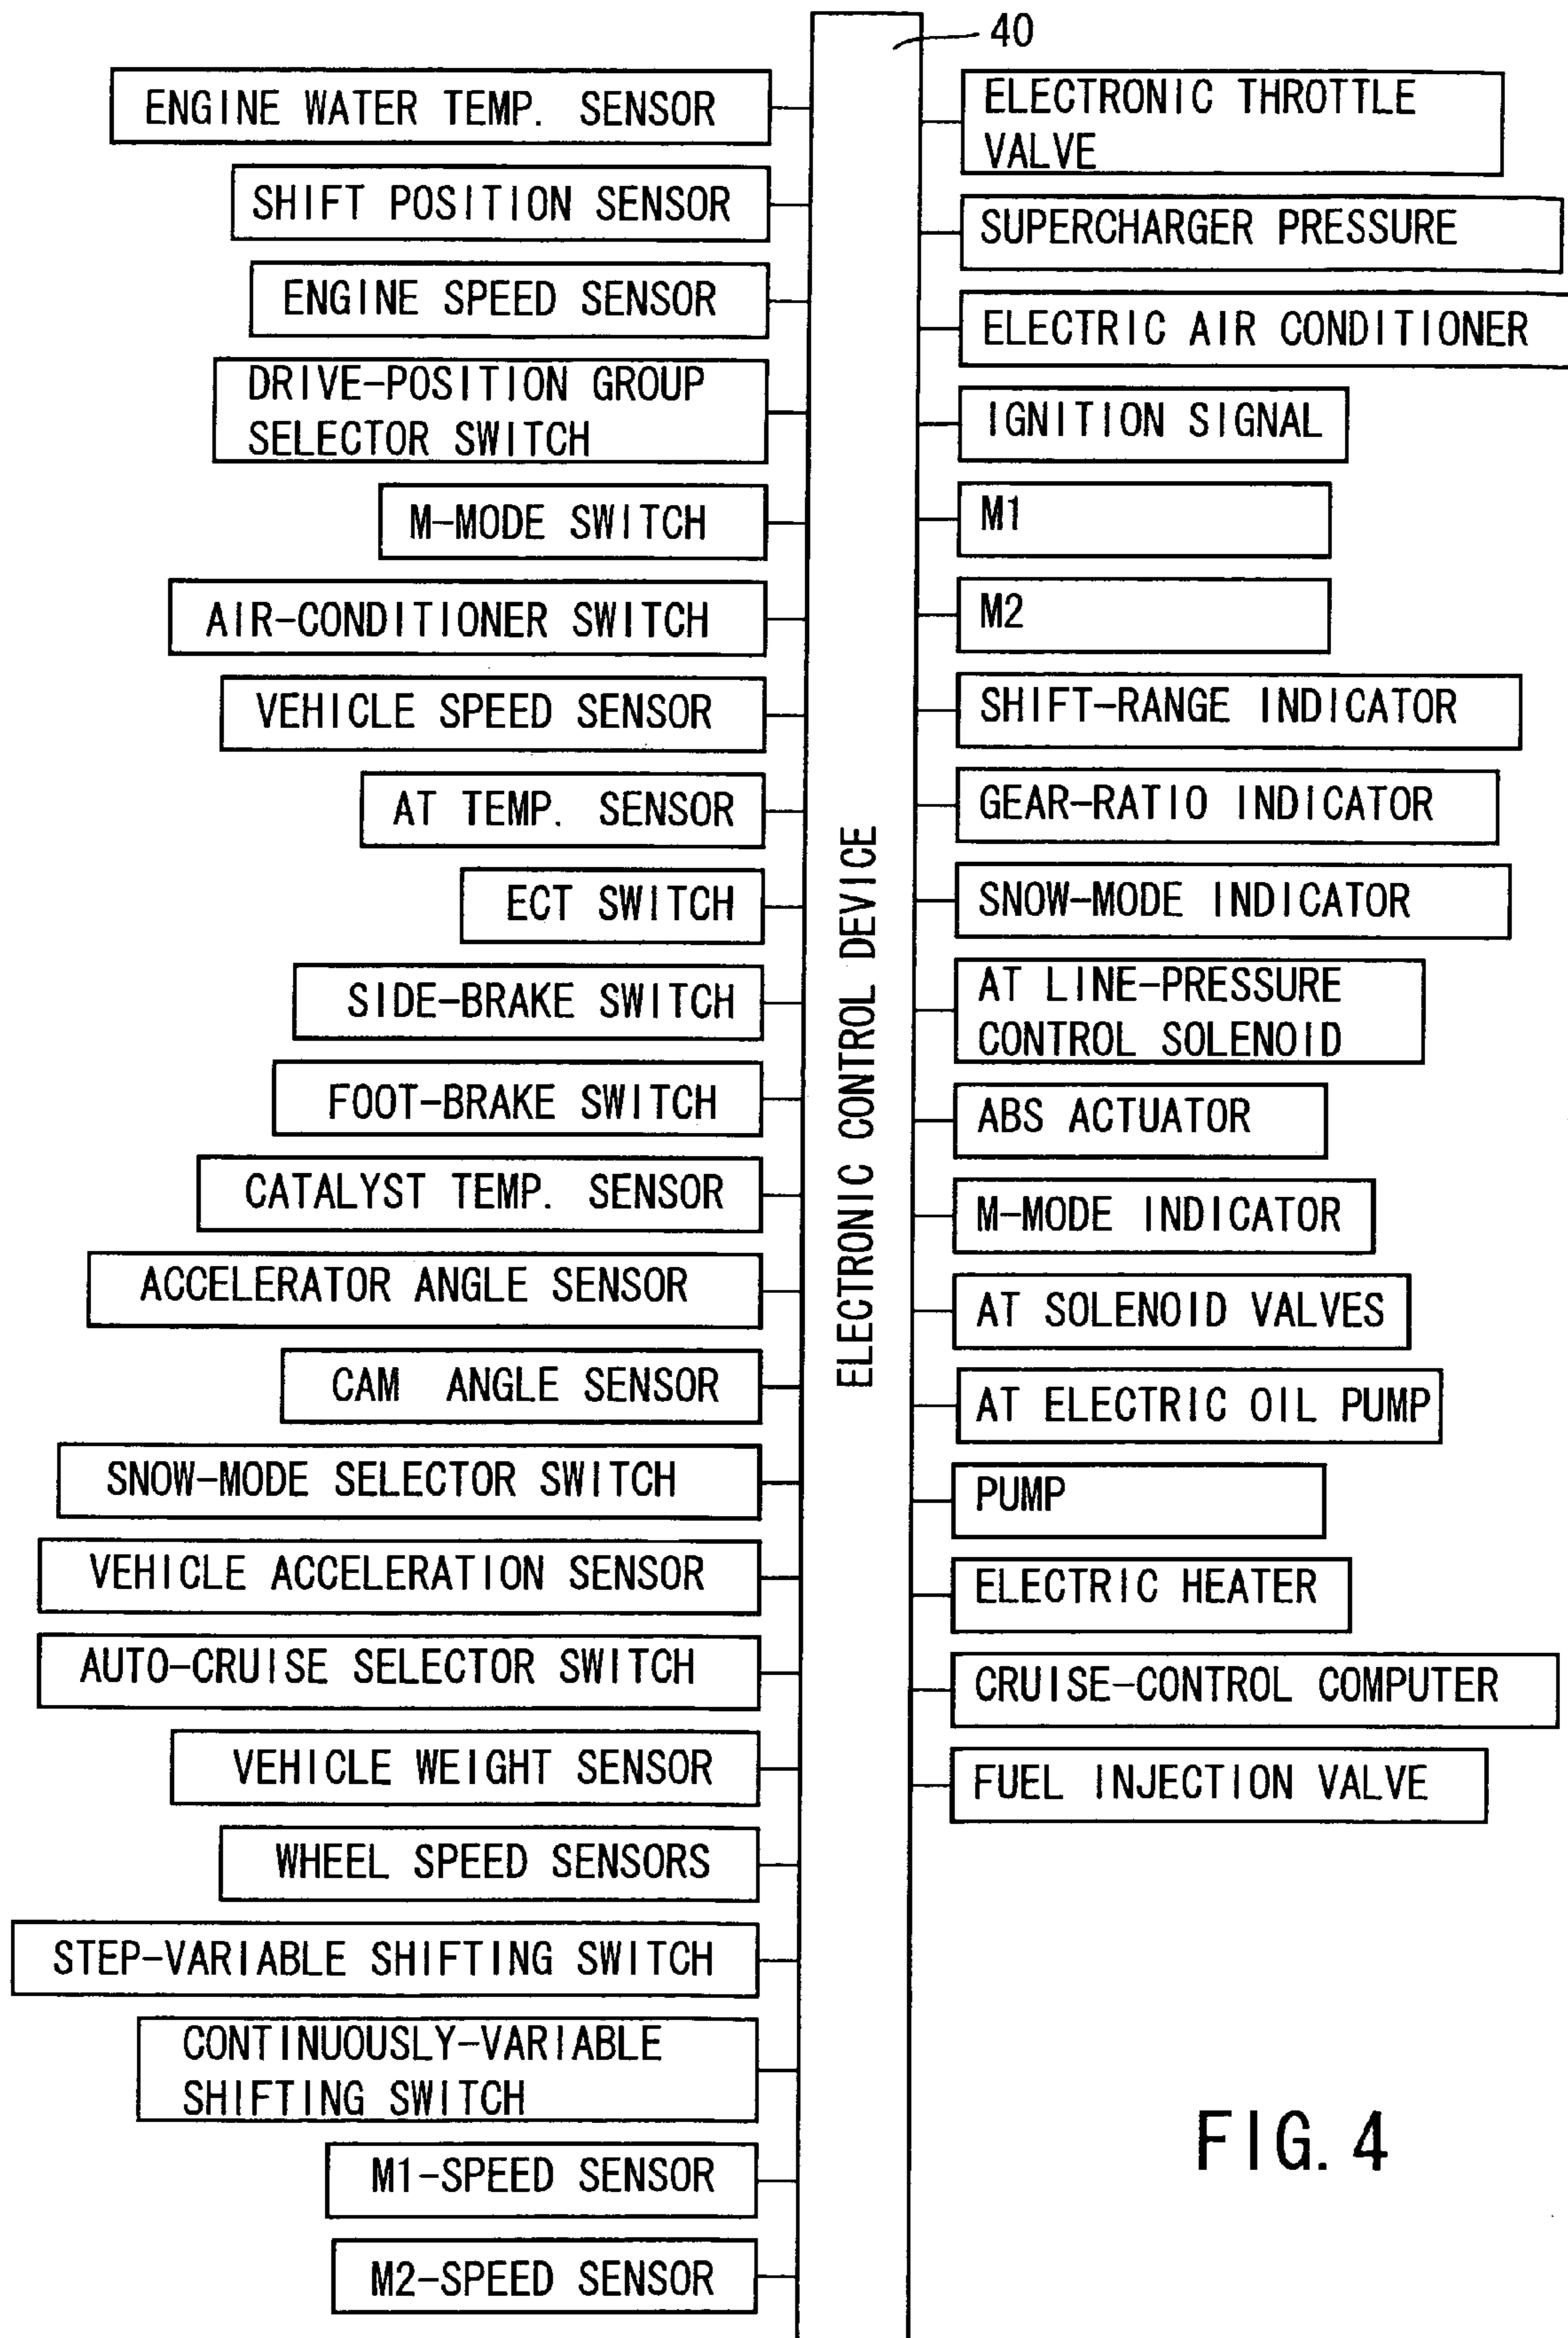 40
ENGINE WATER TEMP. SENSOR
SHIFT POSITION SENSOR
ENGINE SPEED SENSOR
DRIVE-POSITION GROUP
SELECTOR SWITCH
M-MODE SWITCH
AIR-CONDITIONER SWITCH
VEHICLE SPEED SENSOR
AT TEMP. SENSOR
ECT SWITCH
SIDE-BRAKE SWITCH
FOOT-BRAKE SWITCH
CATALYST TEMP. SENSOR
ACCELERATOR ANGLE SENSOR
CAM ANGLE SENSOR
SNOW-MODE SELECTOR SWITCH
VEHICLE ACCELERATION SENSOR
AUTO-CRUISE SELECTOR SWITCH
VEHICLE WEIGHT SENSOR
WHEEL SPEED SENSORS
STEP-VARIABLE SHIFTING SWITCH
CONTINUOUSLY-VARIABLE
SHIFTING SWITCH
M1-SPEED SENSOR
M2-SPEED SENSOR
ELECTRONIC CONTROL DEVICE
ELECTRONIC THROTTLE
VALVE
SUPERCHARGER PRESSURE
ELECTRIC AIR CONDITIONER
IGNITION SIGNAL
M1
M2
SHIFT-RANGE INDICATOR
GEAR-RATIO INDICATOR
SNOW-MODE INDICATOR
AT LINE-PRESSURE
CONTROL SOLENOID
ABS ACTUATOR
M-MODE INDICATOR
AT SOLENOID VALVES
AT ELECTRIC OIL PUMP
PUMP
ELECTRIC HEATER
CRUISE-CONTROL COMPUTER
FUEL INJECTION VALVE
FIG. 4